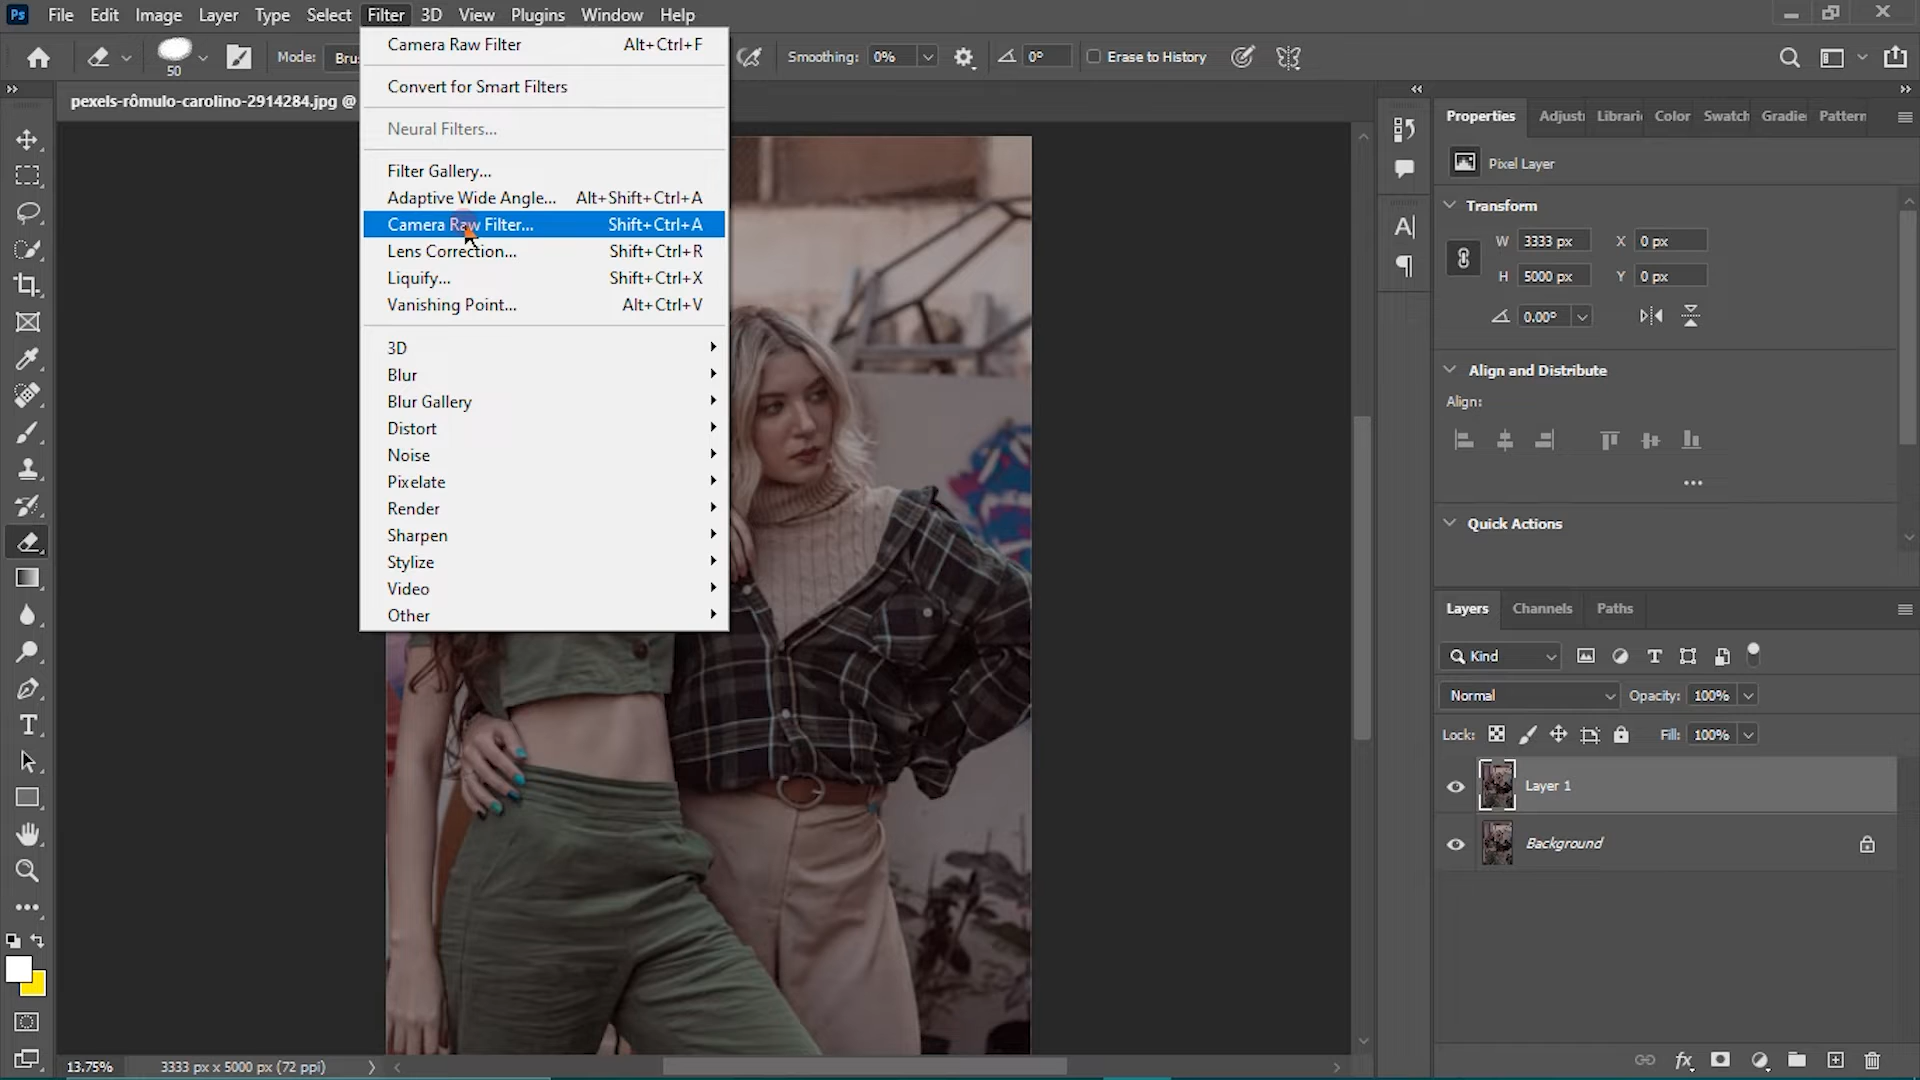 Ps File Edit Image Layer Type Select Filter 3D View Plugins Window Help
50 Mode: Bru Smoothing: 0% 0° Erase to History
pexels-rômulo-carolino-2914284.jpg @
Camera Raw Filter Alt+Ctrl+F
Convert for Smart Filters
Neural Filters...
Filter Gallery...
Adaptive Wide Angle... Alt+Shift+Ctrl+A
Camera Raw Filter... Shift+Ctrl+A
Lens Correction... Shift+Ctrl+R
Liquify... Shift+Ctrl+X
Vanishing Point... Alt+Ctrl+V
3D
Blur
Blur Gallery
Distort
Noise
Pixelate
Render
Sharpen
Stylize
Video
Other
Properties Adjusti Librari Color Swatch Gradie Pattern
Pixel Layer
Transform
W 3333 px X 0 px
H 5000 px Y 0 px
0.00°
Align and Distribute
Align:
Quick Actions
Layers Channels Paths
Kind
Normal Opacity: 100%
Lock: Fill: 100%
Layer 1
Background
13.75% 3333 px x 5000 px (72 ppi)